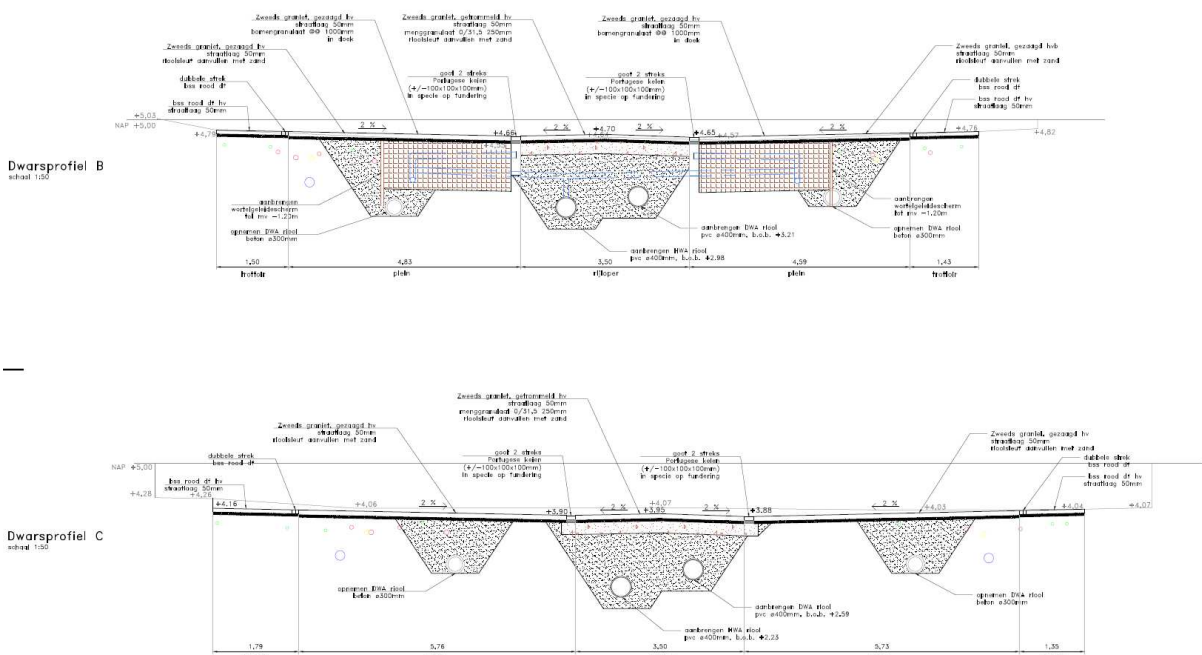 Zweeds graniet, gezaagd hv
straatlaag 50mm
bomengranulaat @@ 1000mm
in doek
Zweeds graniet, getrommeld hv
straatlaag 50mm
menggranulaat 0/31,5 250mm
rioolsleuf aanvullen met zand
Zweeds graniet, gezaagd hv
straatlaag 50mm
bomengranulaat @@ 1000mm
in doek
Zweeds graniet, gezaagd hv
straatlaag 50mm
rioolsleuf aanvullen met zand
Zweeds graniet, gezaagd hvb
straatlaag 50mm
rioolsleuf aanvullen met zand
dubbele strek
bss rood df
goot 2 streks
Portugese keien
(+/-100x100x100mm)
in specie op fundering
goot 2 streks
Portugese keien
(+/-100x100x100mm)
in specie op fundering
dubbele strek
bss rood df
bss rood df hv
straatlaag 50mm
bss rood df hv
straatlaag 50mm
+5,03
NAP +5,00
+4,79
2 %
+4,66
2 %
+4,70
2 %
+4,65
+4,57
2 %
+4,76
+4,82
Dwarsprofiel B
schaal 1:50
aanbrengen
wortelgeleidescherm
tot mv -1.20m
aanbrengen
wortelgeleidescherm
tot mv -1.20m
opnemen DWA riool
beton ø300mm
aanbrengen DWA riool
pvc ø400mm, b.o.b. +3.21
opnemen DWA riool
beton ø300mm
aanbrengen HWA riool
pvc ø400mm, b.o.b. +2.98
1,50
4,83
3,50
4,59
1,43
trottoir
plein
rijloper
plein
trottoir
Zweeds graniet, getrommeld hv
straatlaag 50mm
menggranulaat 0/31,5 250mm
rioolsleuf aanvullen met zand
Zweeds graniet, gezaagd hv
straatlaag 50mm
rioolsleuf aanvullen met zand
Zweeds graniet, gezaagd hv
straatlaag 50mm
rioolsleuf aanvullen met zand
goot 2 streks
Portugese keien
(+/-100x100x100mm)
in specie op fundering
goot 2 streks
Portugese keien
(+/-100x100x100mm)
in specie op fundering
dubbele strek
bss rood df
dubbele strek
bss rood df
NAP +5,00
bss rood df hv
straatlaag 50mm
bss rood df hv
straatlaag 50mm
+4,28
+4,26
+4,16
+4,06
2 %
+3,90
2 %
+4,07
+3,95
2 %
+3,88
2 %
+4,03
+4,04
+4,07
Dwarsprofiel C
schaal 1:50
opnemen DWA riool
beton ø300mm
aanbrengen DWA riool
pvc ø400mm, b.o.b. +2.59
opnemen DWA riool
beton ø300mm
aanbrengen HWA riool
pvc ø400mm, b.o.b. +2.23
1,79
5,76
3,50
5,73
1,35